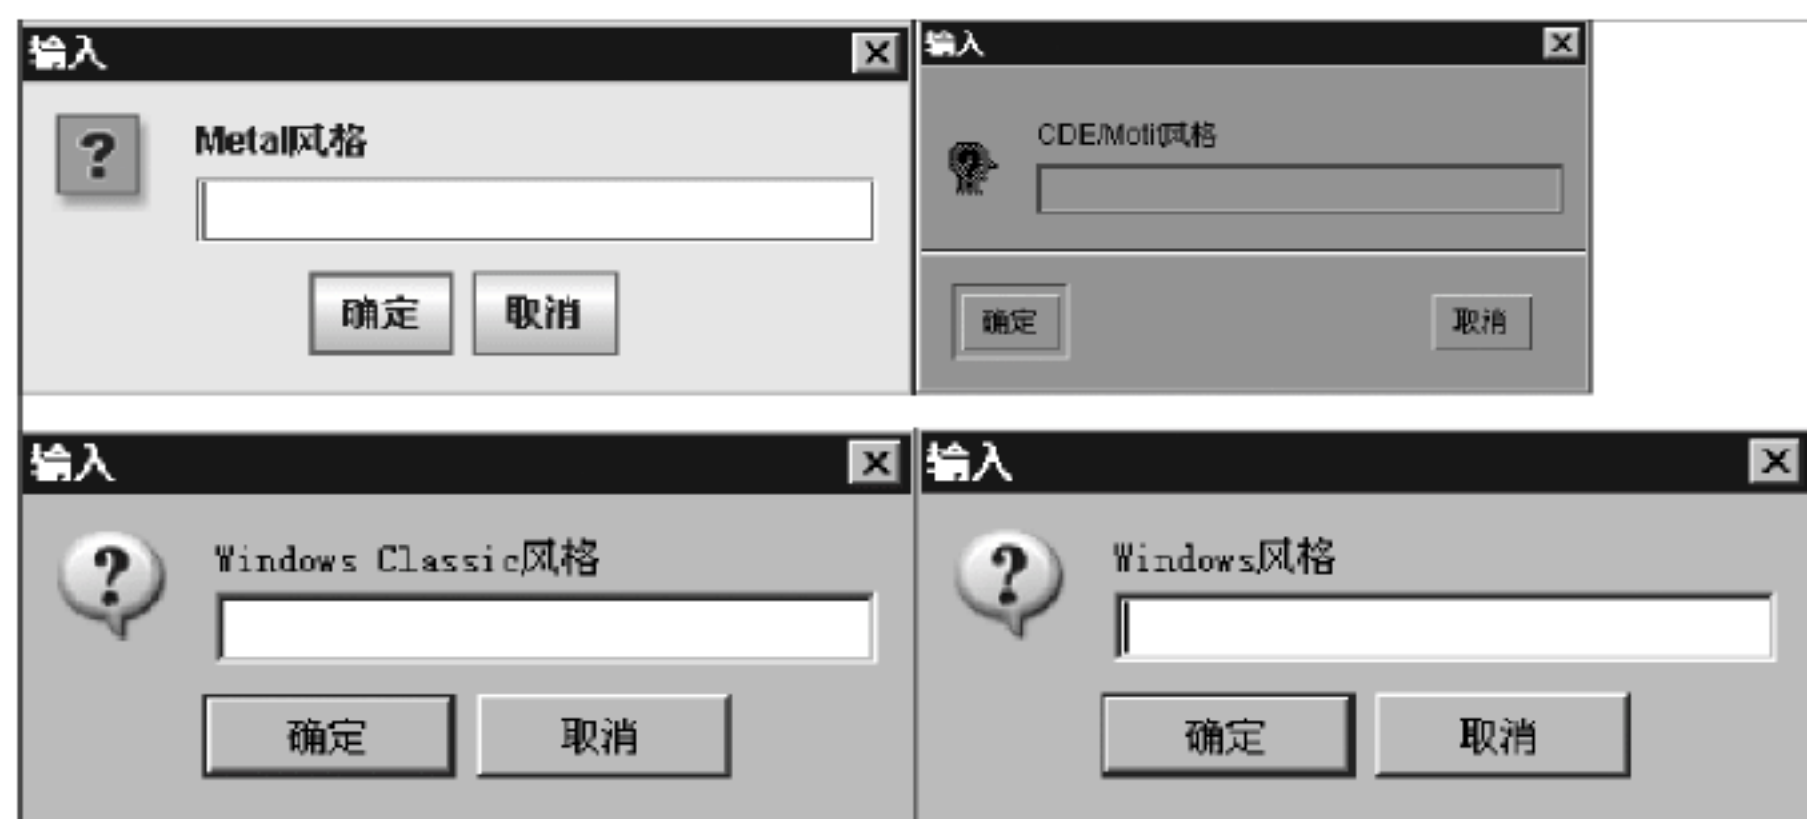 输入
Metal风格
确定 取消
输入
CDE/Motif风格
确定 取消
输入
Windows Classic风格
确定 取消
输入
Windows风格
确定 取消